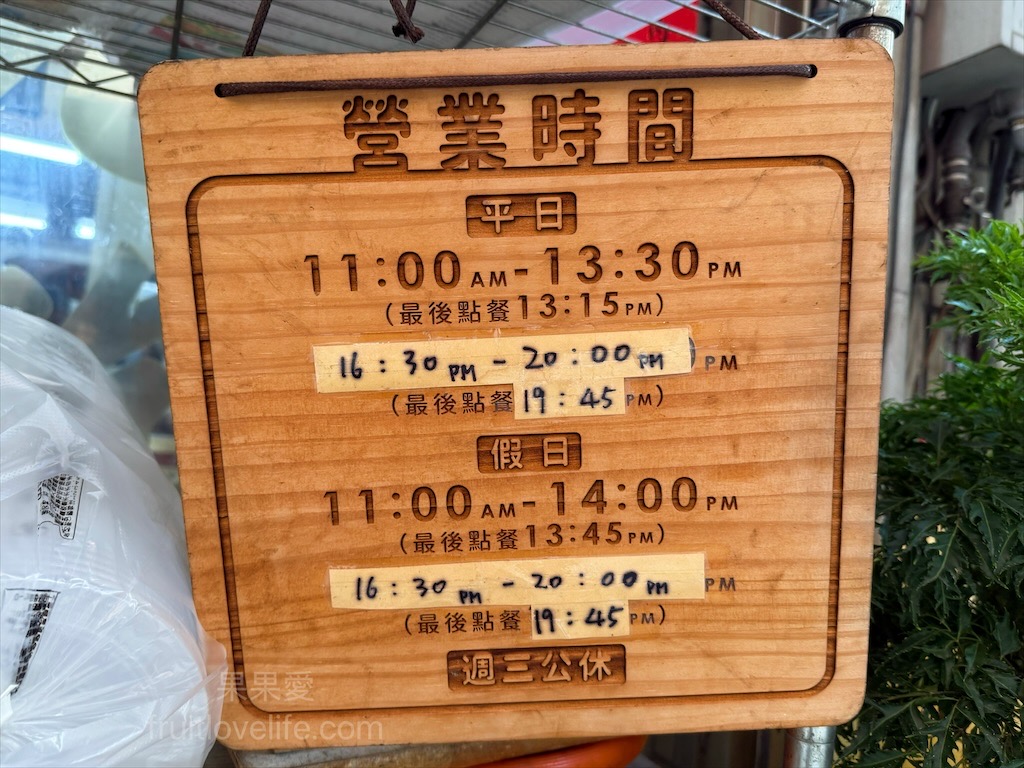 營業時間
平日
11:00AM-13:30PM
(最後點餐13:15PM)
16:30PM-20:00PM PM
(最後點餐19:45PM)
假日
11:00AM-14:00PM
(最後點餐13:45PM)
16:30PM-20:00PM PM
(最後點餐19:45PM)
週三公休
果果愛
fruitlovelife.com